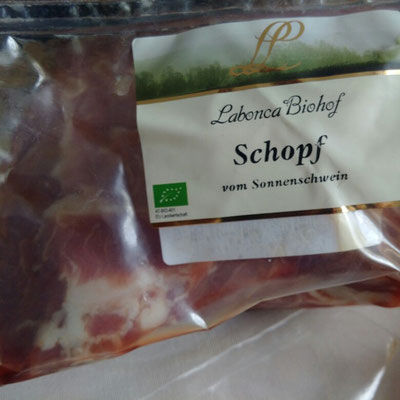 LP
Labonca Biohof
Schopf
vom Sonnenschwein